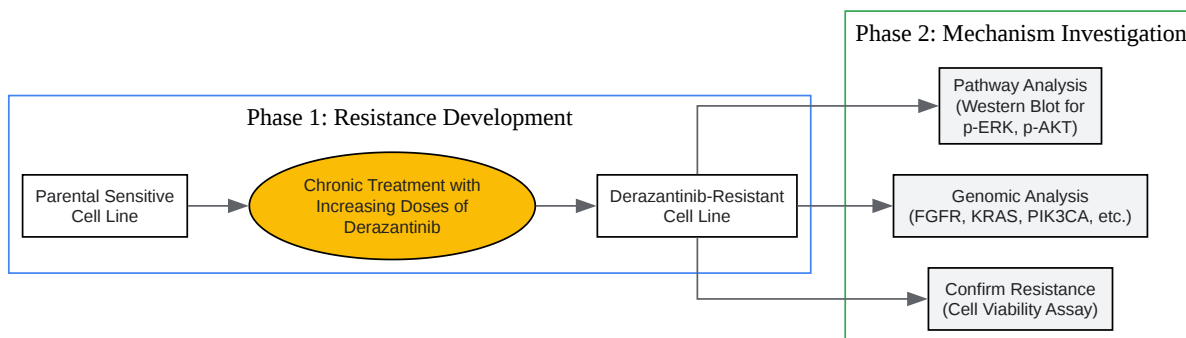 Phase 2: Mechanism Investigation
Phase 1: Resistance Development
Pathway Analysis
(Western Blot for
p-ERK, p-AKT)
Parental Sensitive
Cell Line
Chronic Treatment with
Increasing Doses of
Derazantinib
Derazantinib-Resistant
Cell Line
Genomic Analysis
(FGFR, KRAS, PIK3CA, etc.)
Confirm Resistance
(Cell Viability Assay)